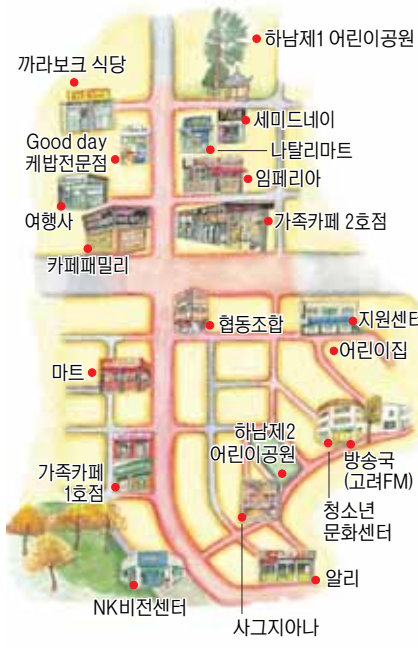 하남제1 어린이공원
까라보크 식당
세미드네이
Good day
케밥전문점
나탈리마트
임페리아
여행사
가족카페 2호점
카페패밀리
협동조합
지원센터
어린이집
마트
하남제2
어린이공원
방송국
(고려FM)
가족카페
1호점
청소년
문화센터
알리
NK비전센터
사그지아나